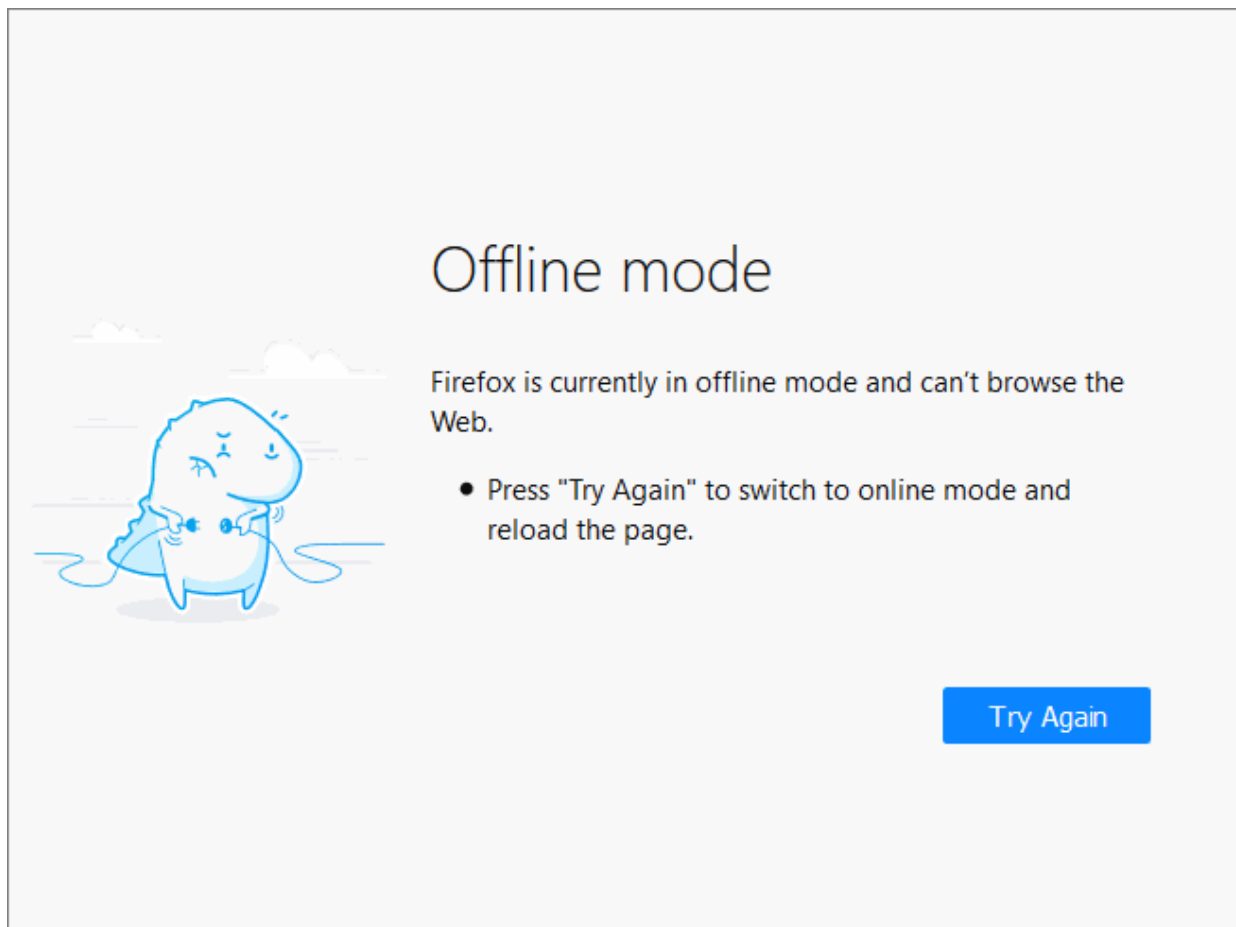 Offline mode
Firefox is currently in offline mode and can’t browse the
Web.
• Press "Try Again" to switch to online mode and
reload the page.
Try Again